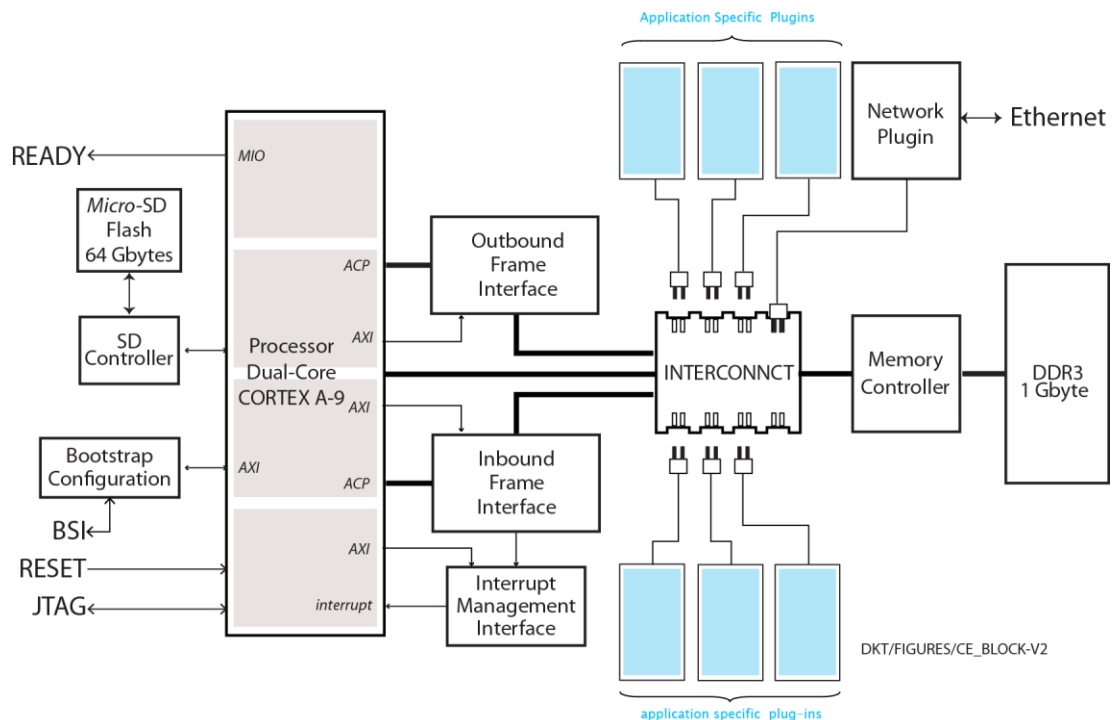 Application Specific Plugins
Network
Plugin
Ethernet
READY
MIO
Micro-SD
Flash
64 Gbytes
ACP
Outbound
Frame
Interface
SD
Controller
AXI
Processor
Dual-Core
CORTEX A-9
INTERCONNCT
Memory
Controller
DDR3
1 Gbyte
AXI
Bootstrap
Configuration
AXI
ACP
Inbound
Frame
Interface
BSI
RESET
JTAG
AXI
interrupt
Interrupt
Management
Interface
DKT/FIGURES/CE_BLOCK-V2
application specific plug-ins